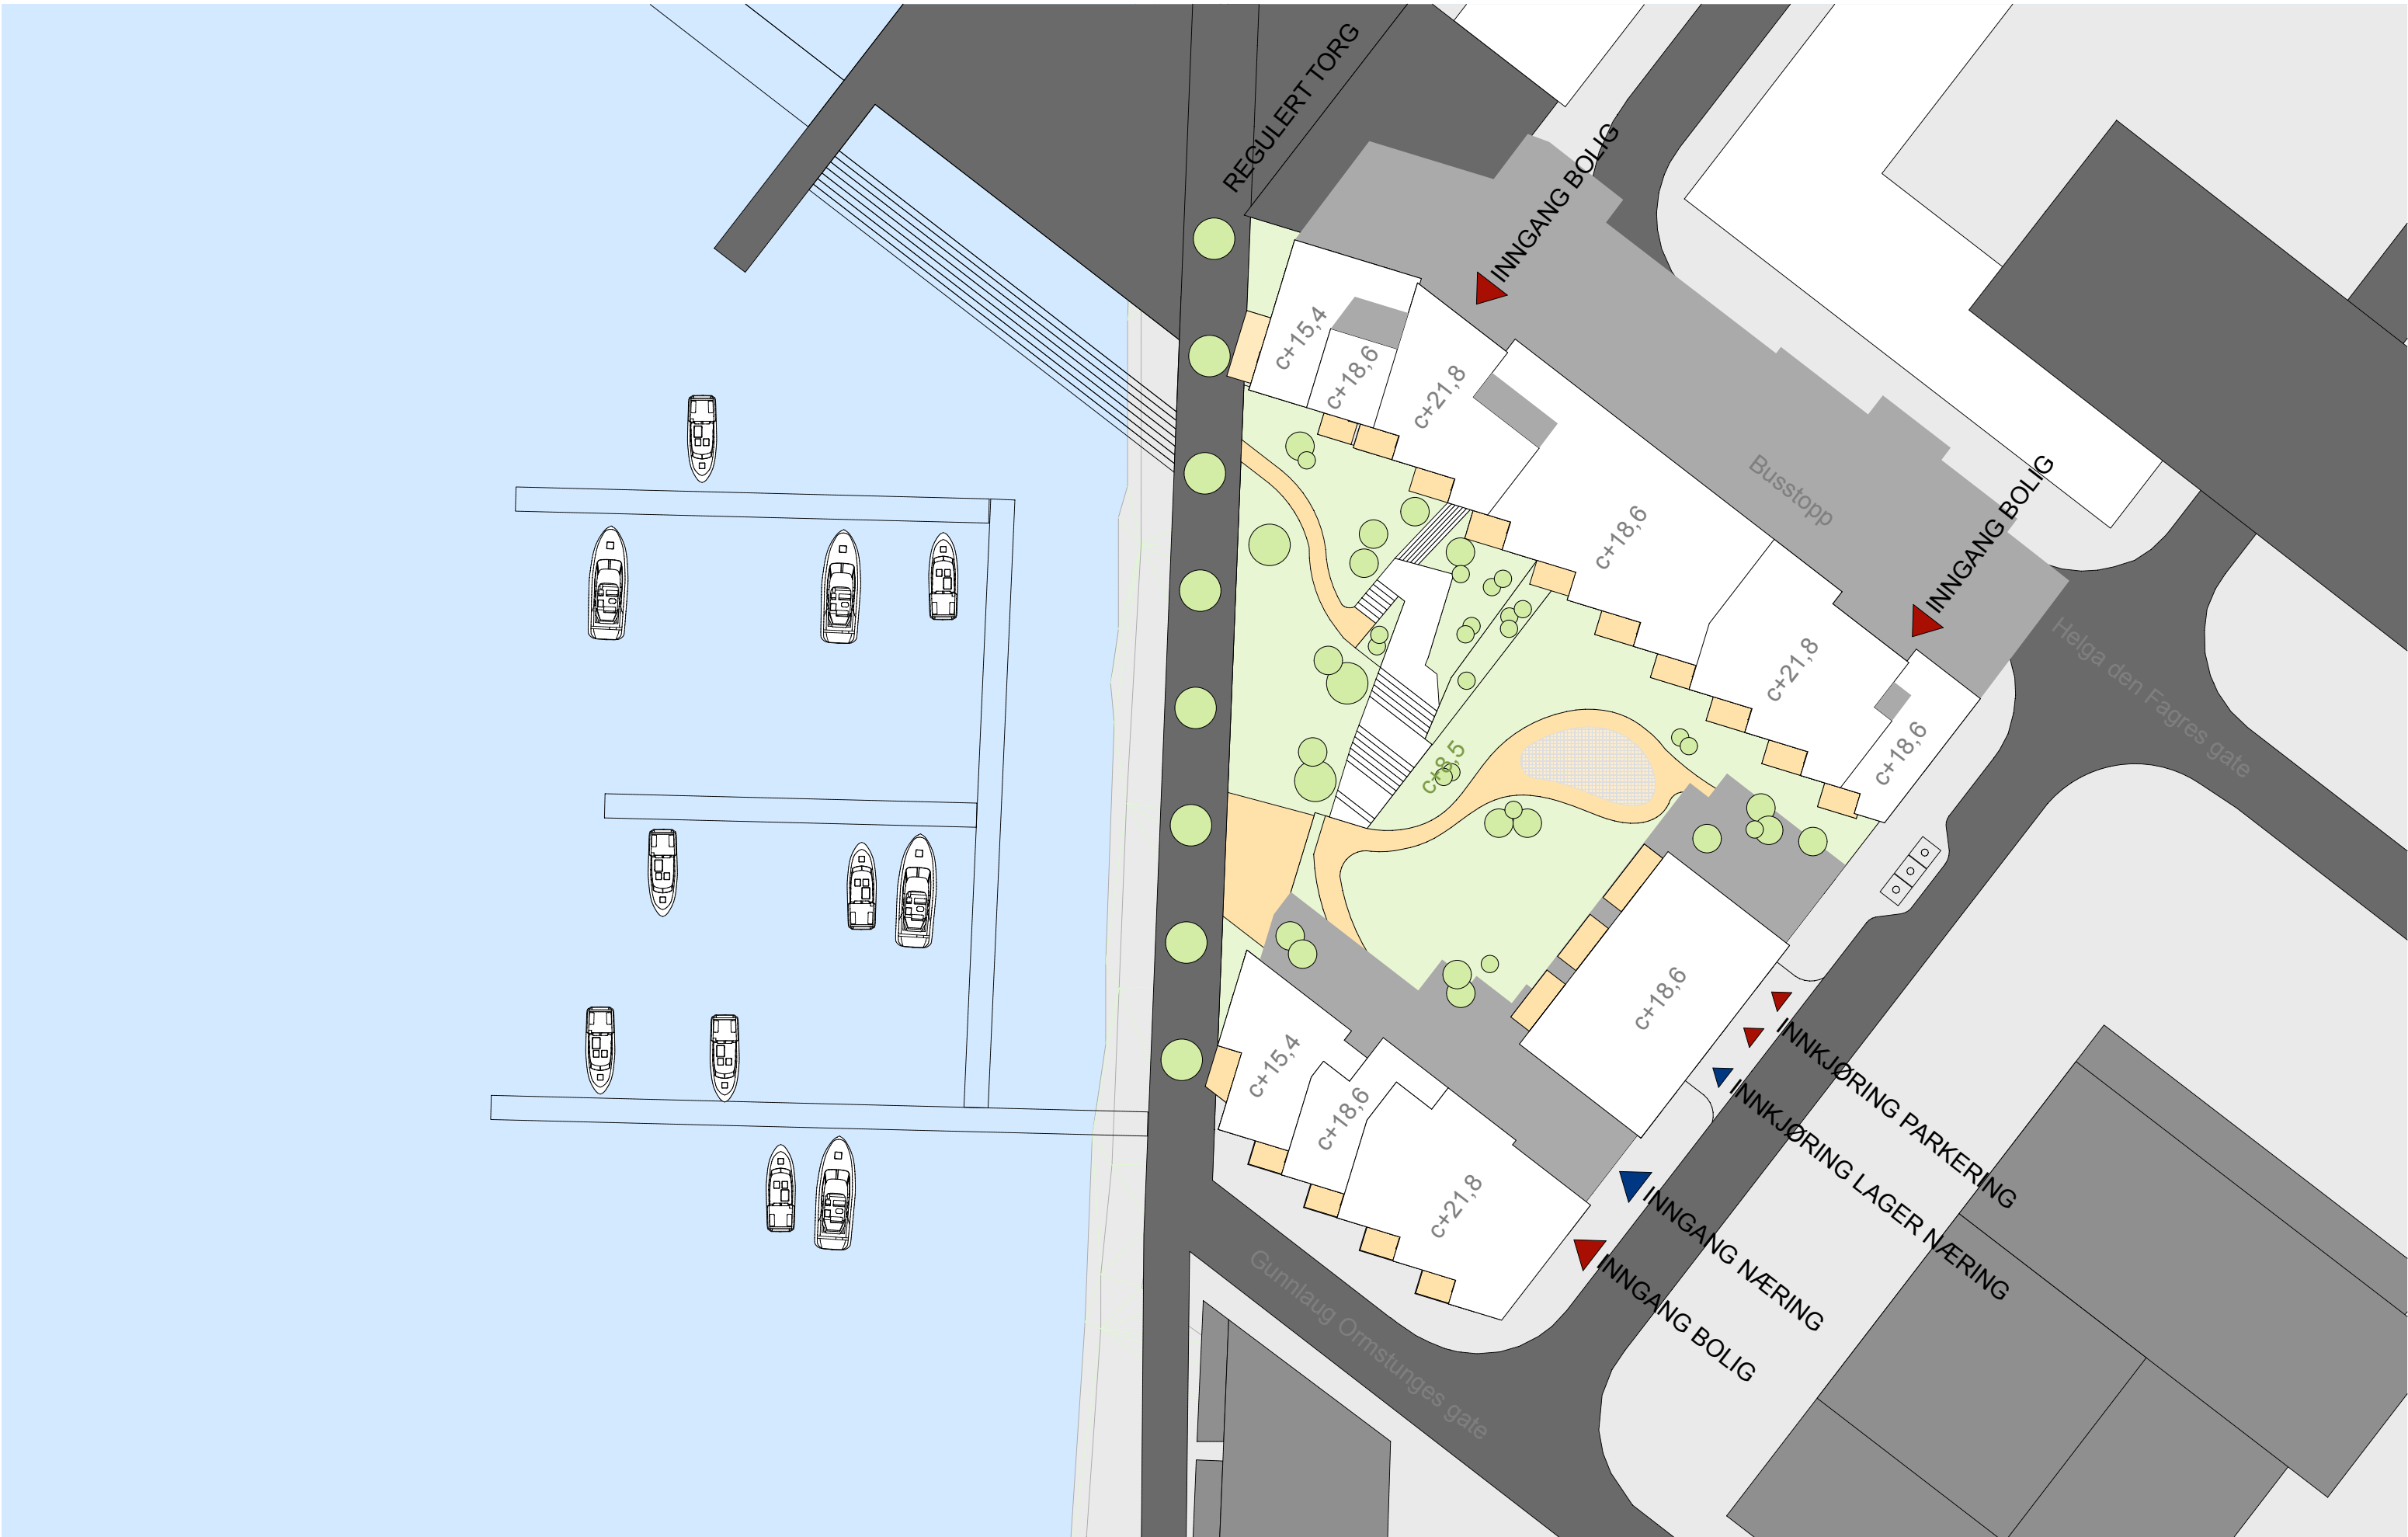 REGULERT TORG
INNGANG BOLIG
c+15,4
c+18,6
c+21,8
c+18,6
Busstopp
INNGANG BOLIG
c+21,8
c+18,6
Helga den Fagres gate
c+8,5
c+18,6
c+15,4
c+18,6
c+21,8
INNKJØRING PARKERING
INNKJØRING LAGER NÆRING
INNGANG NÆRING
INNGANG BOLIG
Gunnlaug Ormstunges gate